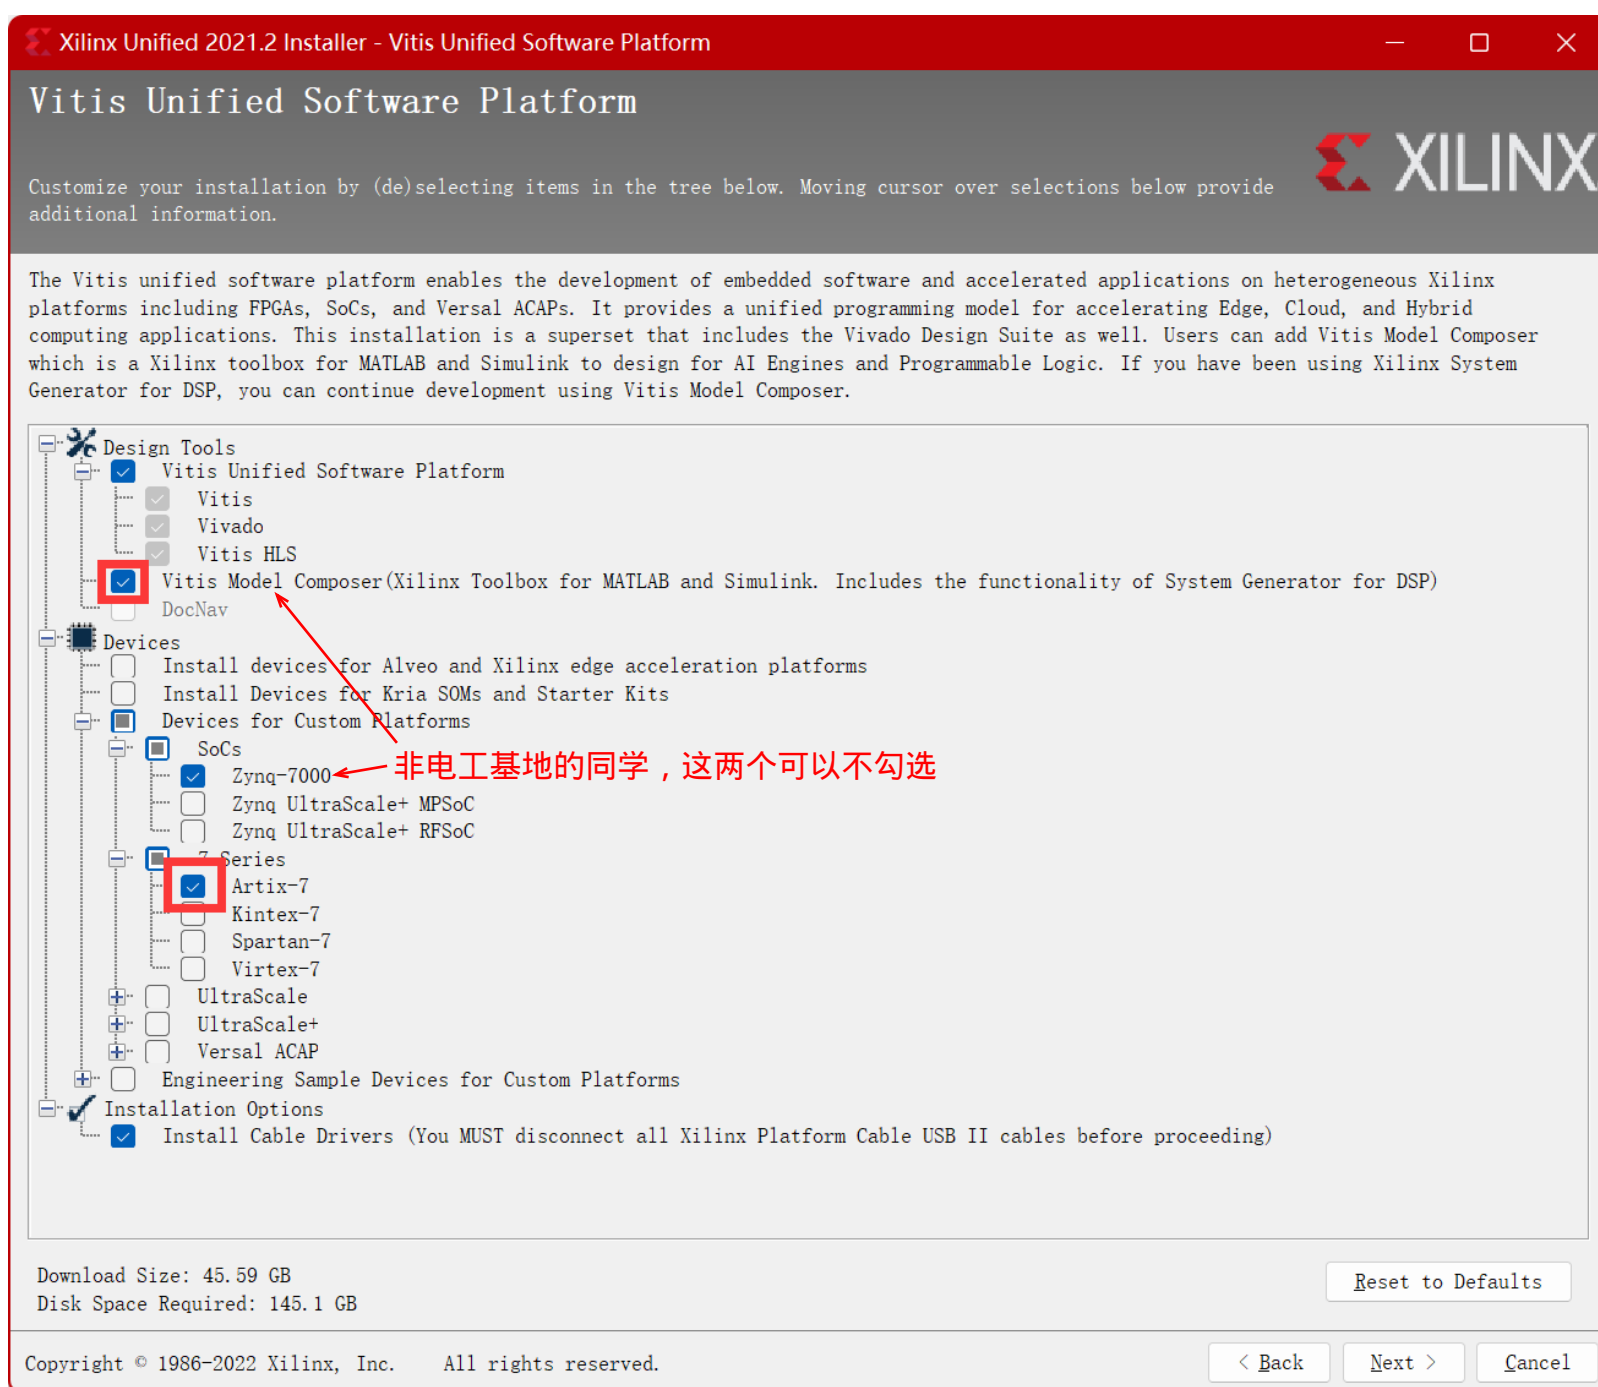 Xilinx Unified 2021.2 Installer - Vitis Unified Software Platform
Vitis Unified Software Platform
XILINX
Customize your installation by (de)selecting items in the tree below. Moving cursor over selections below provide
additional information.
The Vitis unified software platform enables the development of embedded software and accelerated applications on heterogeneous Xilinx
platforms including FPGAs, SoCs, and Versal ACAPs. It provides a unified programming model for accelerating Edge, Cloud, and Hybrid
computing applications. This installation is a superset that includes the Vivado Design Suite as well. Users can add Vitis Model Composer
which is a Xilinx toolbox for MATLAB and Simulink to design for AI Engines and Programmable Logic. If you have been using Xilinx System
Generator for DSP, you can continue development using Vitis Model Composer.
Design Tools
Vitis Unified Software Platform
Vitis
Vivado
Vitis HLS
Vitis Model Composer(Xilinx Toolbox for MATLAB and Simulink. Includes the functionality of System Generator for DSP)
DocNav
Devices
Install devices for Alveo and Xilinx edge acceleration platforms
Install Devices for Kria SOMs and Starter Kits
Devices for Custom Platforms
SoCs
非电工基地的同学，这两个可以不勾选
Zynq-7000
Zynq UltraScale+ MPSoC
Zynq UltraScale+ RFSoC
7 Series
Artix-7
Kintex-7
Spartan-7
Virtex-7
UltraScale
UltraScale+
Versal ACAP
Engineering Sample Devices for Custom Platforms
Installation Options
Install Cable Drivers (You MUST disconnect all Xilinx Platform Cable USB II cables before proceeding)
Download Size: 45.59 GB
Disk Space Required: 145.1 GB
Reset to Defaults
Copyright © 1986-2022 Xilinx, Inc. All rights reserved.
< Back
Next >
Cancel